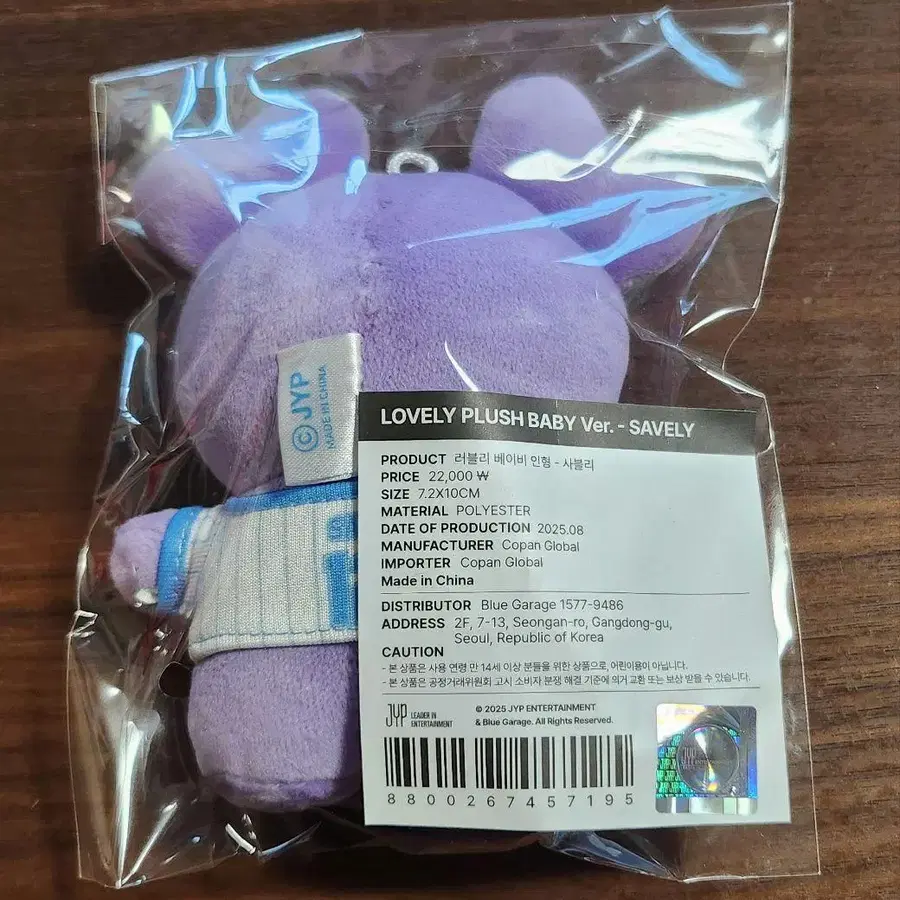 © JYP
MADE IN CHINA
LOVELY PLUSH BABY Ver. - SAVELY
PRODUCT 러블리 베이비 인형 - 사블리
PRICE 22,000 ₩
SIZE 7.2X10CM
MATERIAL POLYESTER
DATE OF PRODUCTION 2025.08
MANUFACTURER Copan Global
IMPORTER Copan Global
Made in China
DISTRIBUTOR Blue Garage 1577-9486
ADDRESS 2F, 7-13, Seongan-ro, Gangdong-gu,
Seoul, Republic of Korea
CAUTION
- 본 상품은 사용 연령 만 14세 이상 분들을 위한 상품으로, 어린이용이 아닙니다.
- 본 상품은 공정거래위원회 고시 소비자 분쟁 해결 기준에 의거 교환 또는 보상 받을 수 있습니다.
JYP LEADER IN
ENTERTAINMENT
© 2025 JYP ENTERTAINMENT
& Blue Garage. All Rights Reserved.
8800267457195